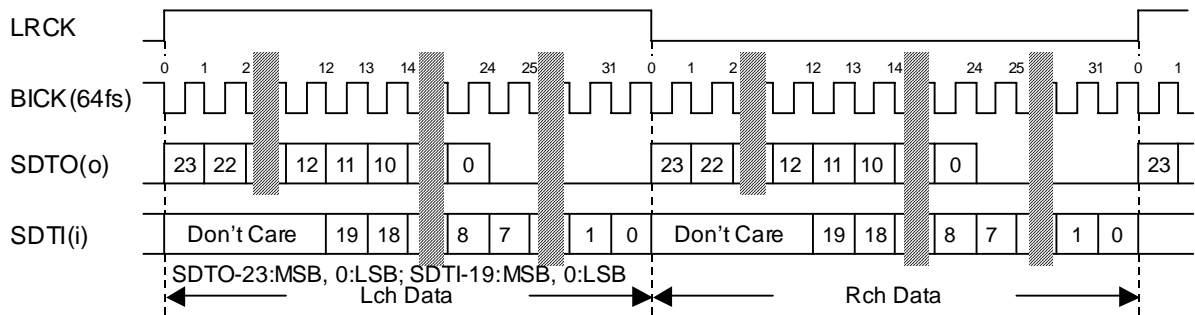 LRCK
0 1 2 12 13 14 24 25 31 0 1 2 12 13 14 24 25 31 0 1
BICK(64fs)
SDTO(o) 23 22 12 11 10 0 23 22 12 11 10 0 23
SDTI(i) Don't Care 19 18 8 7 1 0 Don't Care 19 18 8 7 1 0
SDTO-23:MSB, 0:LSB; SDTI-19:MSB, 0:LSB
Lch Data Rch Data